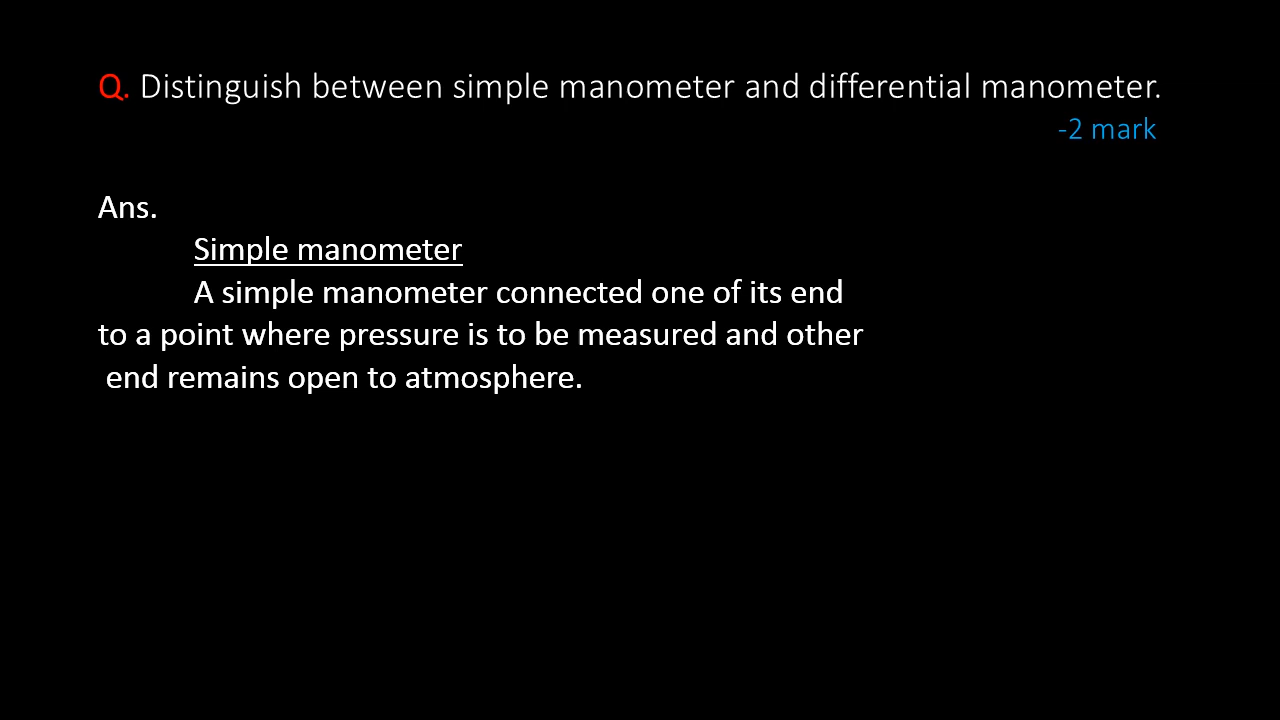 Q. Distinguish between simple manometer and differential manometer.
-2 mark
Ans.
Simple manometer
A simple manometer connected one of its end
to a point where pressure is to be measured and other
end remains open to atmosphere.